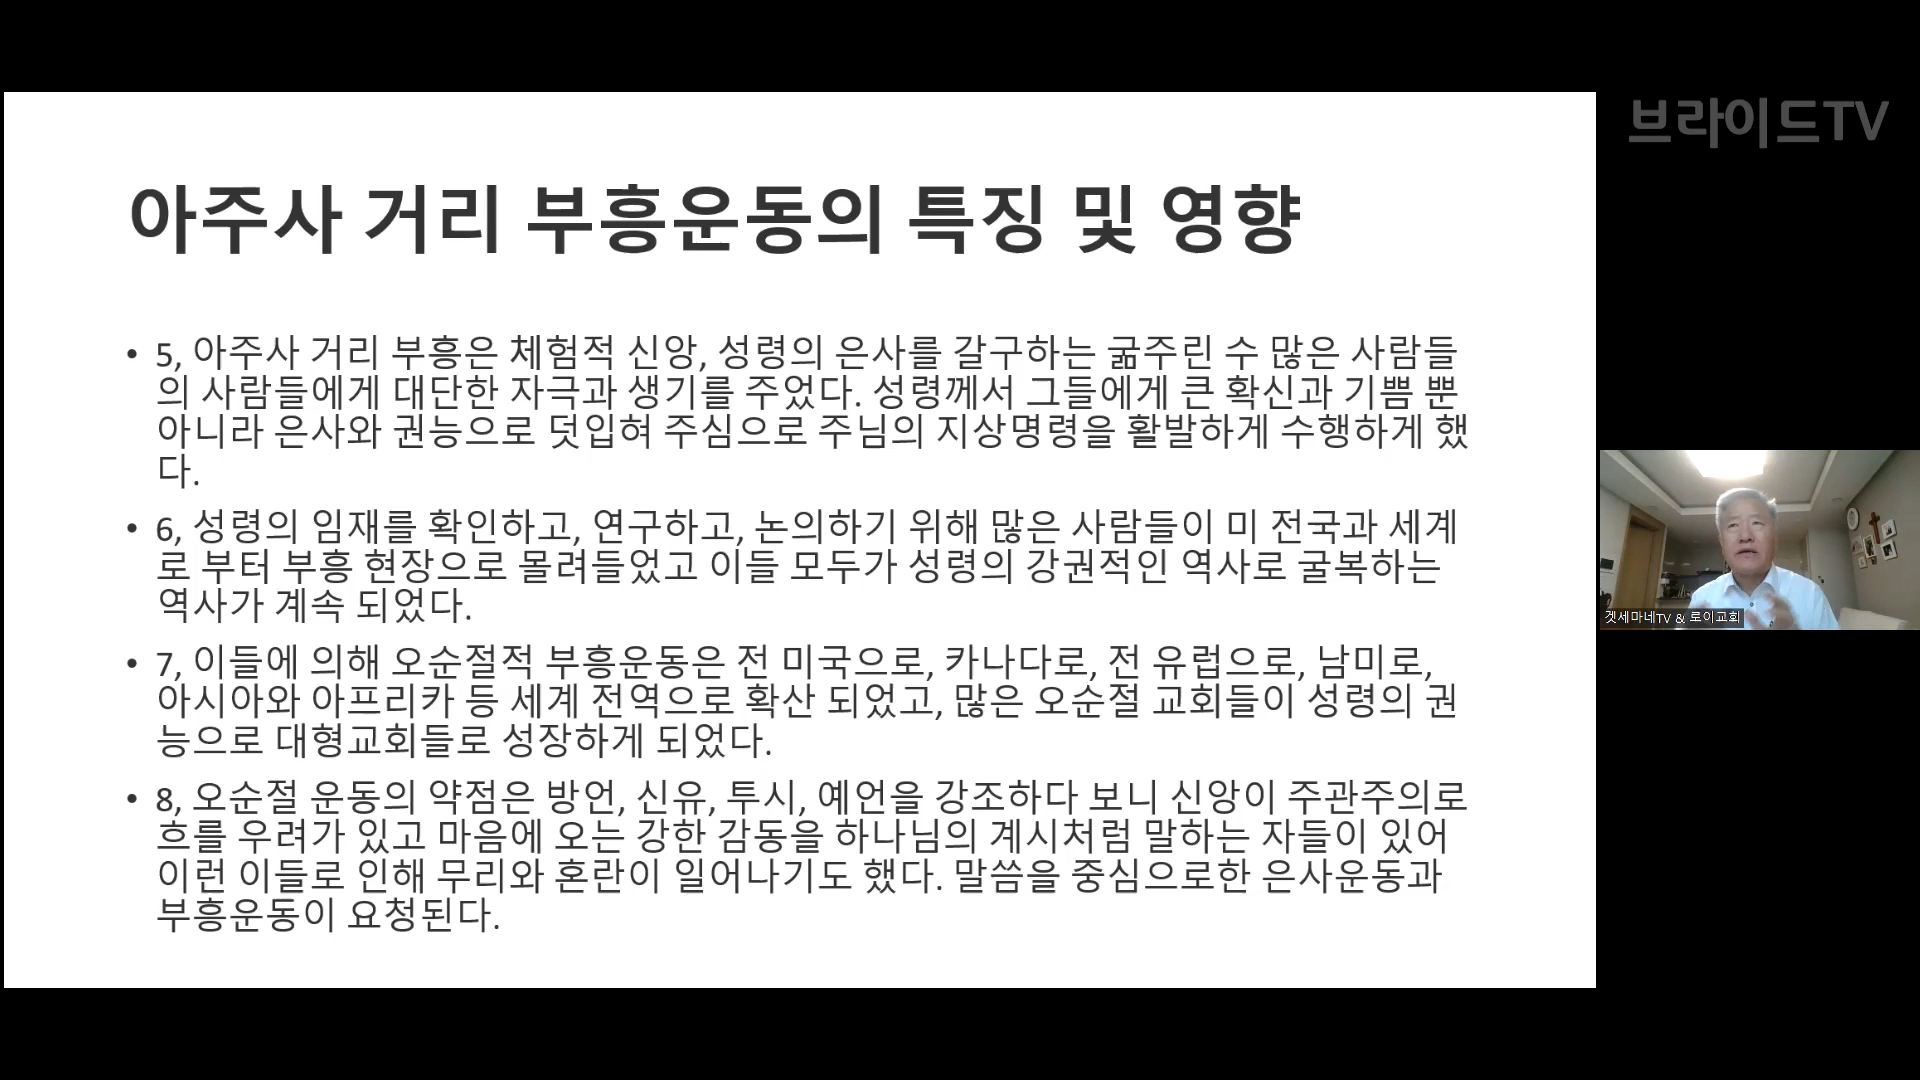 브라이드TV
아주사 거리 부흥운동의 특징 및 영향
• 5, 아주사 거리 부흥은 체험적 신앙, 성령의 은사를 갈구하는 굶주린 수 많은 사람들
의 사람들에게 대단한 자극과 생기를 주었다. 성령께서 그들에게 큰 확신과 기쁨 뿐
아니라 은사와 권능으로 덧입혀 주심으로 주님의 지상명령을 활발하게 수행하게 했
다.
• 6, 성령의 임재를 확인하고, 연구하고, 논의하기 위해 많은 사람들이 미 전국과 세계
로 부터 부흥 현장으로 몰려들었고 이들 모두가 성령의 강권적인 역사로 굴복하는
역사가 계속 되었다.
• 7, 이들에 의해 오순절적 부흥운동은 전 미국으로, 카나다로, 전 유럽으로, 남미로,
아시아와 아프리카 등 세계 전역으로 확산 되었고, 많은 오순절 교회들이 성령의 권
능으로 대형교회들로 성장하게 되었다.
• 8, 오순절 운동의 약점은 방언, 신유, 투시, 예언을 강조하다 보니 신앙이 주관주의로
흐를 우려가 있고 마음에 오는 강한 감동을 하나님의 계시처럼 말하는 자들이 있어
이런 이들로 인해 무리와 혼란이 일어나기도 했다. 말씀을 중심으로한 은사운동과
부흥운동이 요청된다.
겟세마네TV & 로이교회